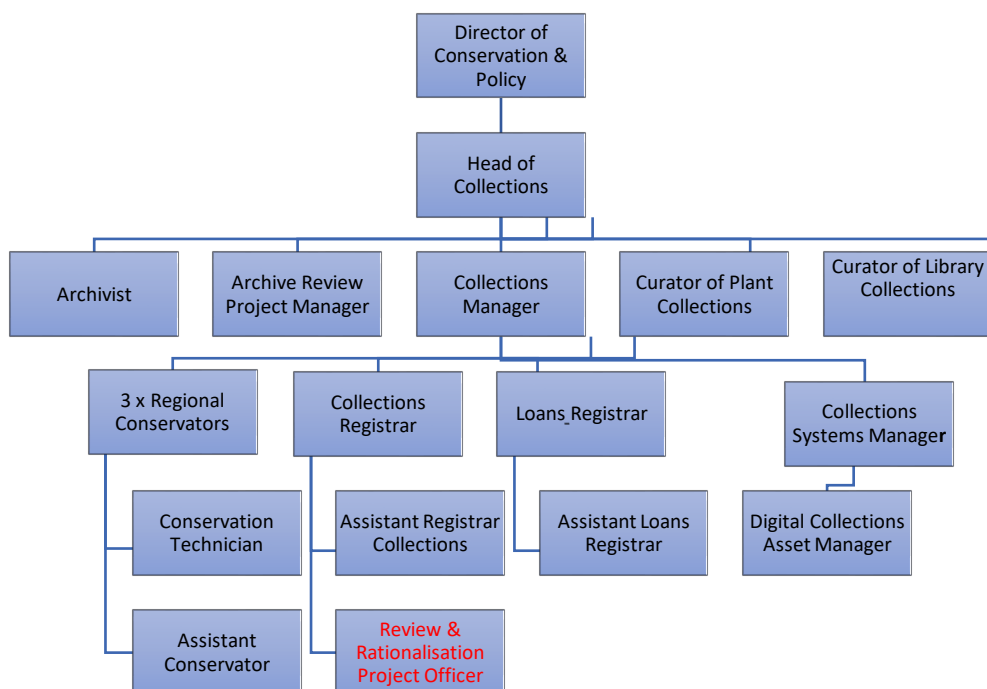 Director of
Conservation &
Policy
Head of
Collections
Archivist
Archive Review
Project Manager
Collections
Manager
Curator of Plant
Collections
Curator of Library
Collections
3 x Regional
Conservators
Collections
Registrar
Loans_Registrar
Collections
Systems Manager
Conservation
Technician
Assistant Registrar
Collections
Assistant Loans
Registrar
Digital Collections
Asset Manager
Assistant
Conservator
Review &
Rationalisation
Project Officer